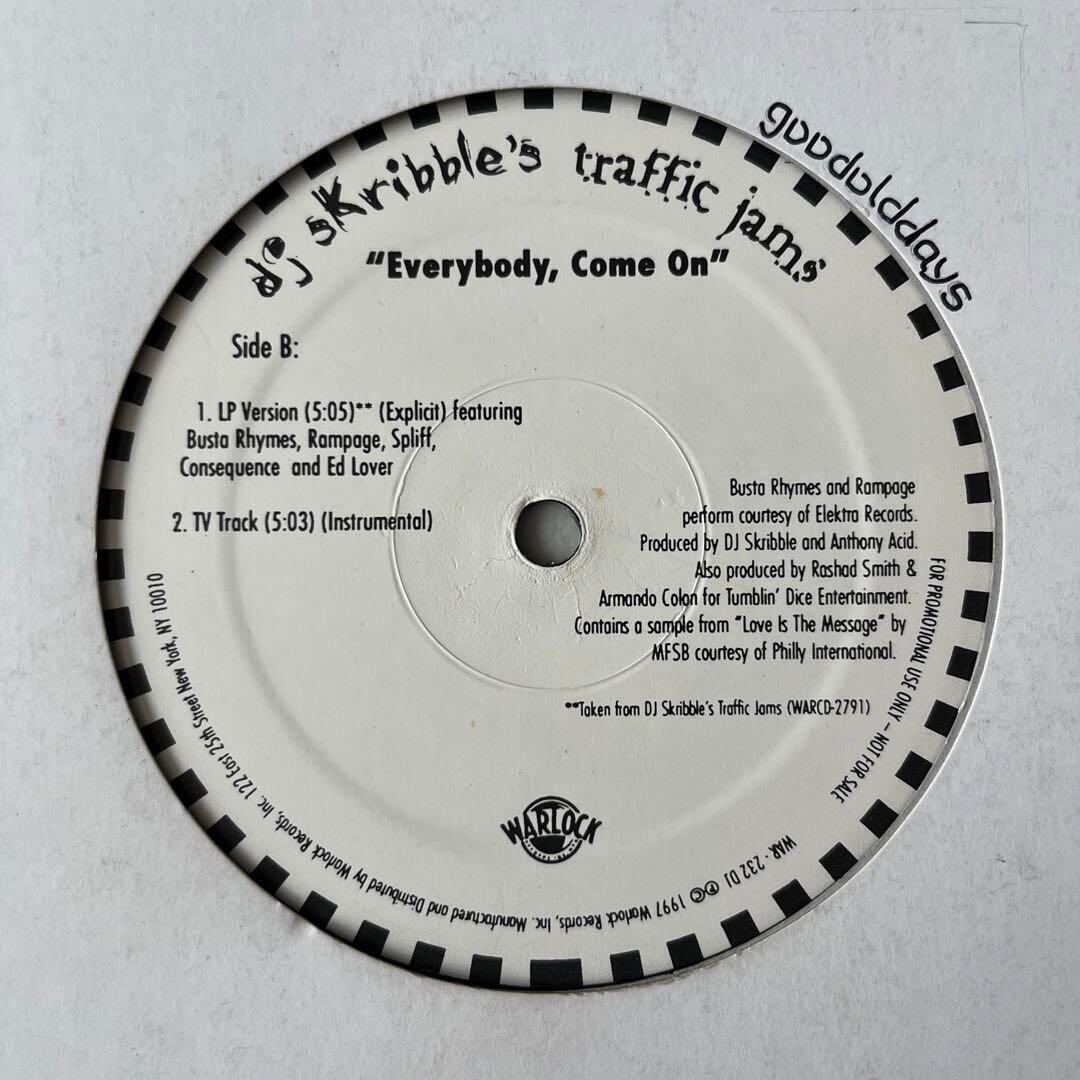 dj skribble's traffic jams
gooddolddays
"Everybody, Come On"
Side B:
1. LP Version (5:05)** (Explicit) featuring
Busta Rhymes, Rampage, Spliff,
Consequence and Ed Lover
2. TV Track (5:03) (Instrumental)
Busta Rhymes and Rampage
perform courtesy of Elektra Records.
Produced by DJ Skribble and Anthony Acid.
Also produced by Rashad Smith &
Armando Colon for Tumblin' Dice Entertainment.
Contains a sample from "Love Is The Message" by
MFSB courtesy of Philly International.
**Taken from DJ Skribble's Traffic Jams (WARCD-2791)
FOR PROMOTIONAL USE ONLY – NOT FOR SALE
WARLOCK
WAR - 232 DJ ℗© 1997 Warlock Records, Inc. Manufactured and Distributed by Warlock Records, Inc. 122 East 25th Street New York, NY 10010